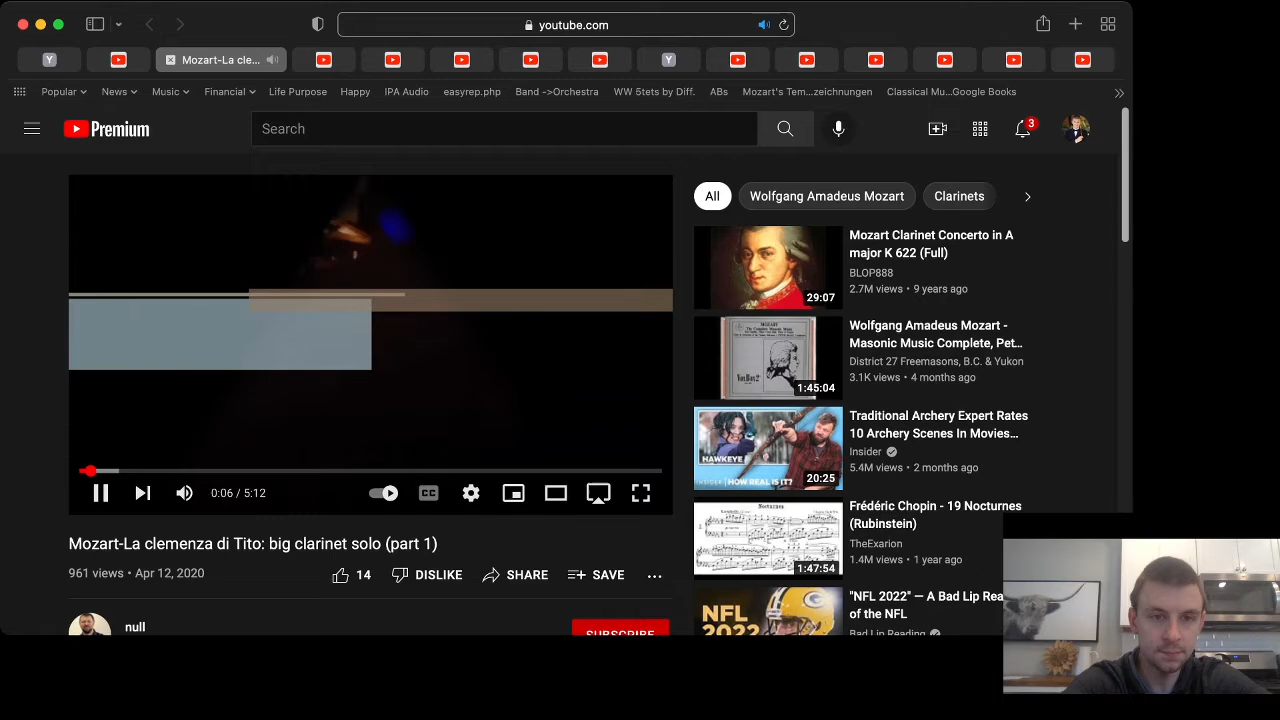 youtube.com
Y
Mozart-La cle...
Y
Popular
News
Music
Financial
Life Purpose
Happy
IPA Audio
easyrep.php
Band ->Orchestra
WW 5tets by Diff.
ABs
Mozart's Tem...zeichnungen
Classical Mu...Google Books
Premium
Search
3
All
Wolfgang Amadeus Mozart
Clarinets
Mozart Clarinet Concerto in A
major K 622 (Full)
BLOP888
2.7M views • 9 years ago
29:07
Wolfgang Amadeus Mozart -
Masonic Music Complete, Pet...
District 27 Freemasons, B.C. & Yukon
3.1K views • 4 months ago
MOZART
1:45:04
Traditional Archery Expert Rates
10 Archery Scenes In Movies...
Insider
5.4M views • 2 months ago
HAWKEYE
INSIDER HOW REAL IS IT?
20:25
Frédéric Chopin - 19 Nocturnes
(Rubinstein)
TheExarion
1.4M views • 1 year ago
Nocturnes
1:47:54
"NFL 2022" — A Bad Lip Rea
of the NFL
Bad Lip Reading
NFL
2022
0:06 / 5:12
CC
Mozart-La clemenza di Tito: big clarinet solo (part 1)
961 views • Apr 12, 2020
14
DISLIKE
SHARE
SAVE
null
SUBSCRIBE